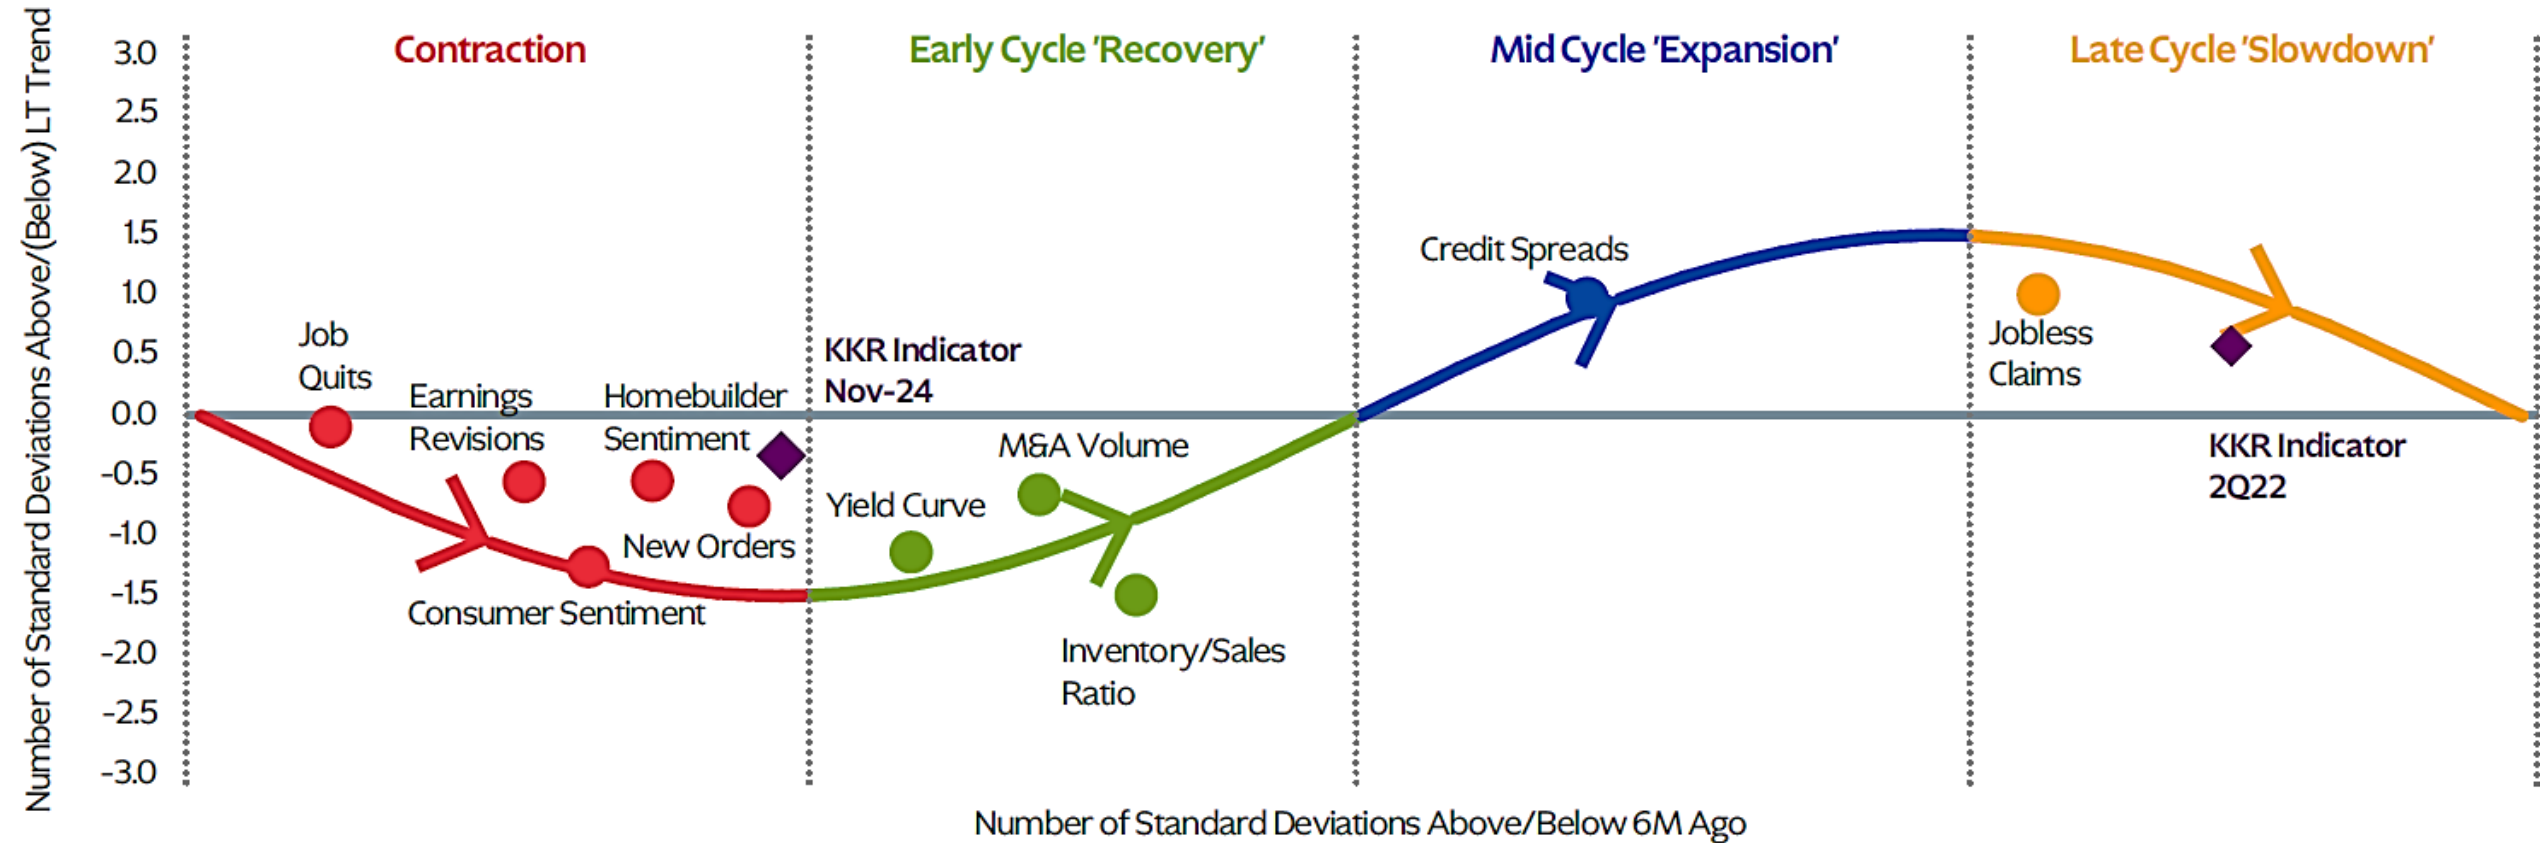 Number of Standard Deviations Above/(Below) LT Trend
Contraction
Early Cycle 'Recovery'
Mid Cycle 'Expansion'
Late Cycle 'Slowdown'
3.0
2.5
2.0
1.5
1.0
0.5
0.0
-0.5
-1.0
-1.5
-2.0
-2.5
-3.0
Job
Quits
Earnings
Revisions
Homebuilder
Sentiment
New Orders
Consumer Sentiment
KKR Indicator
Nov-24
Yield Curve
M&A Volume
Inventory/Sales
Ratio
Credit Spreads
Jobless
Claims
KKR Indicator
2Q22
Number of Standard Deviations Above/Below 6M Ago